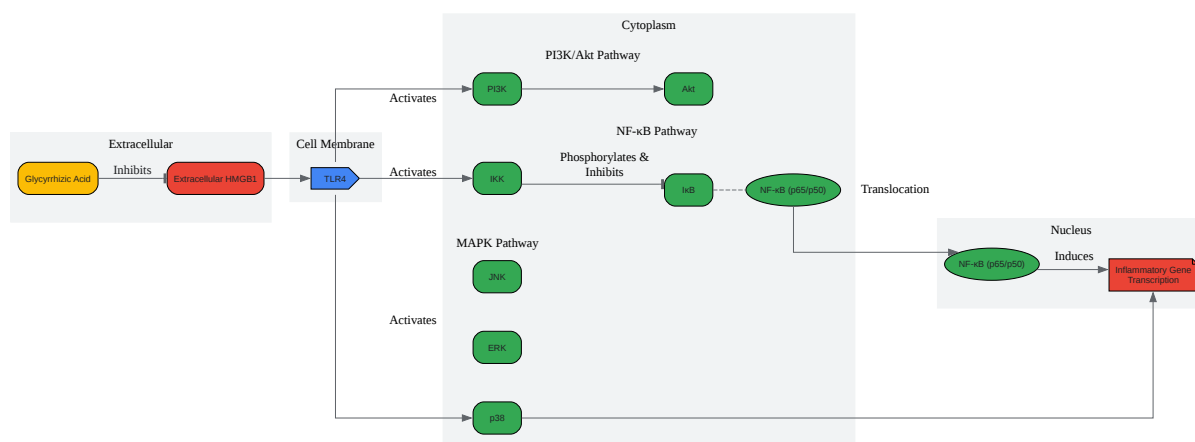 Cytoplasm
PI3K/Akt Pathway
PI3K
Akt
Activates
NF-κB Pathway
Extracellular
Cell Membrane
Glycyrrhizic Acid
Inhibits
Extracellular HMGB1
TLR4
Activates
IKK
Phosphorylates &
Inhibits
IκB
NF-κB (p65/p50)
Translocation
MAPK Pathway
JNK
Activates
ERK
p38
Nucleus
NF-κB (p65/p50)
Induces
Inflammatory Gene
Transcription